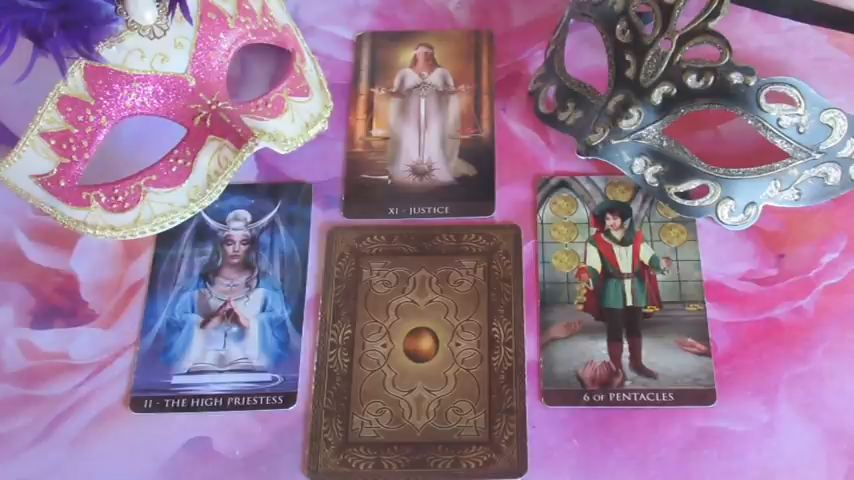 XI - JUSTICE
II - THE HIGH PRIESTESS
6 OF PENTACLES